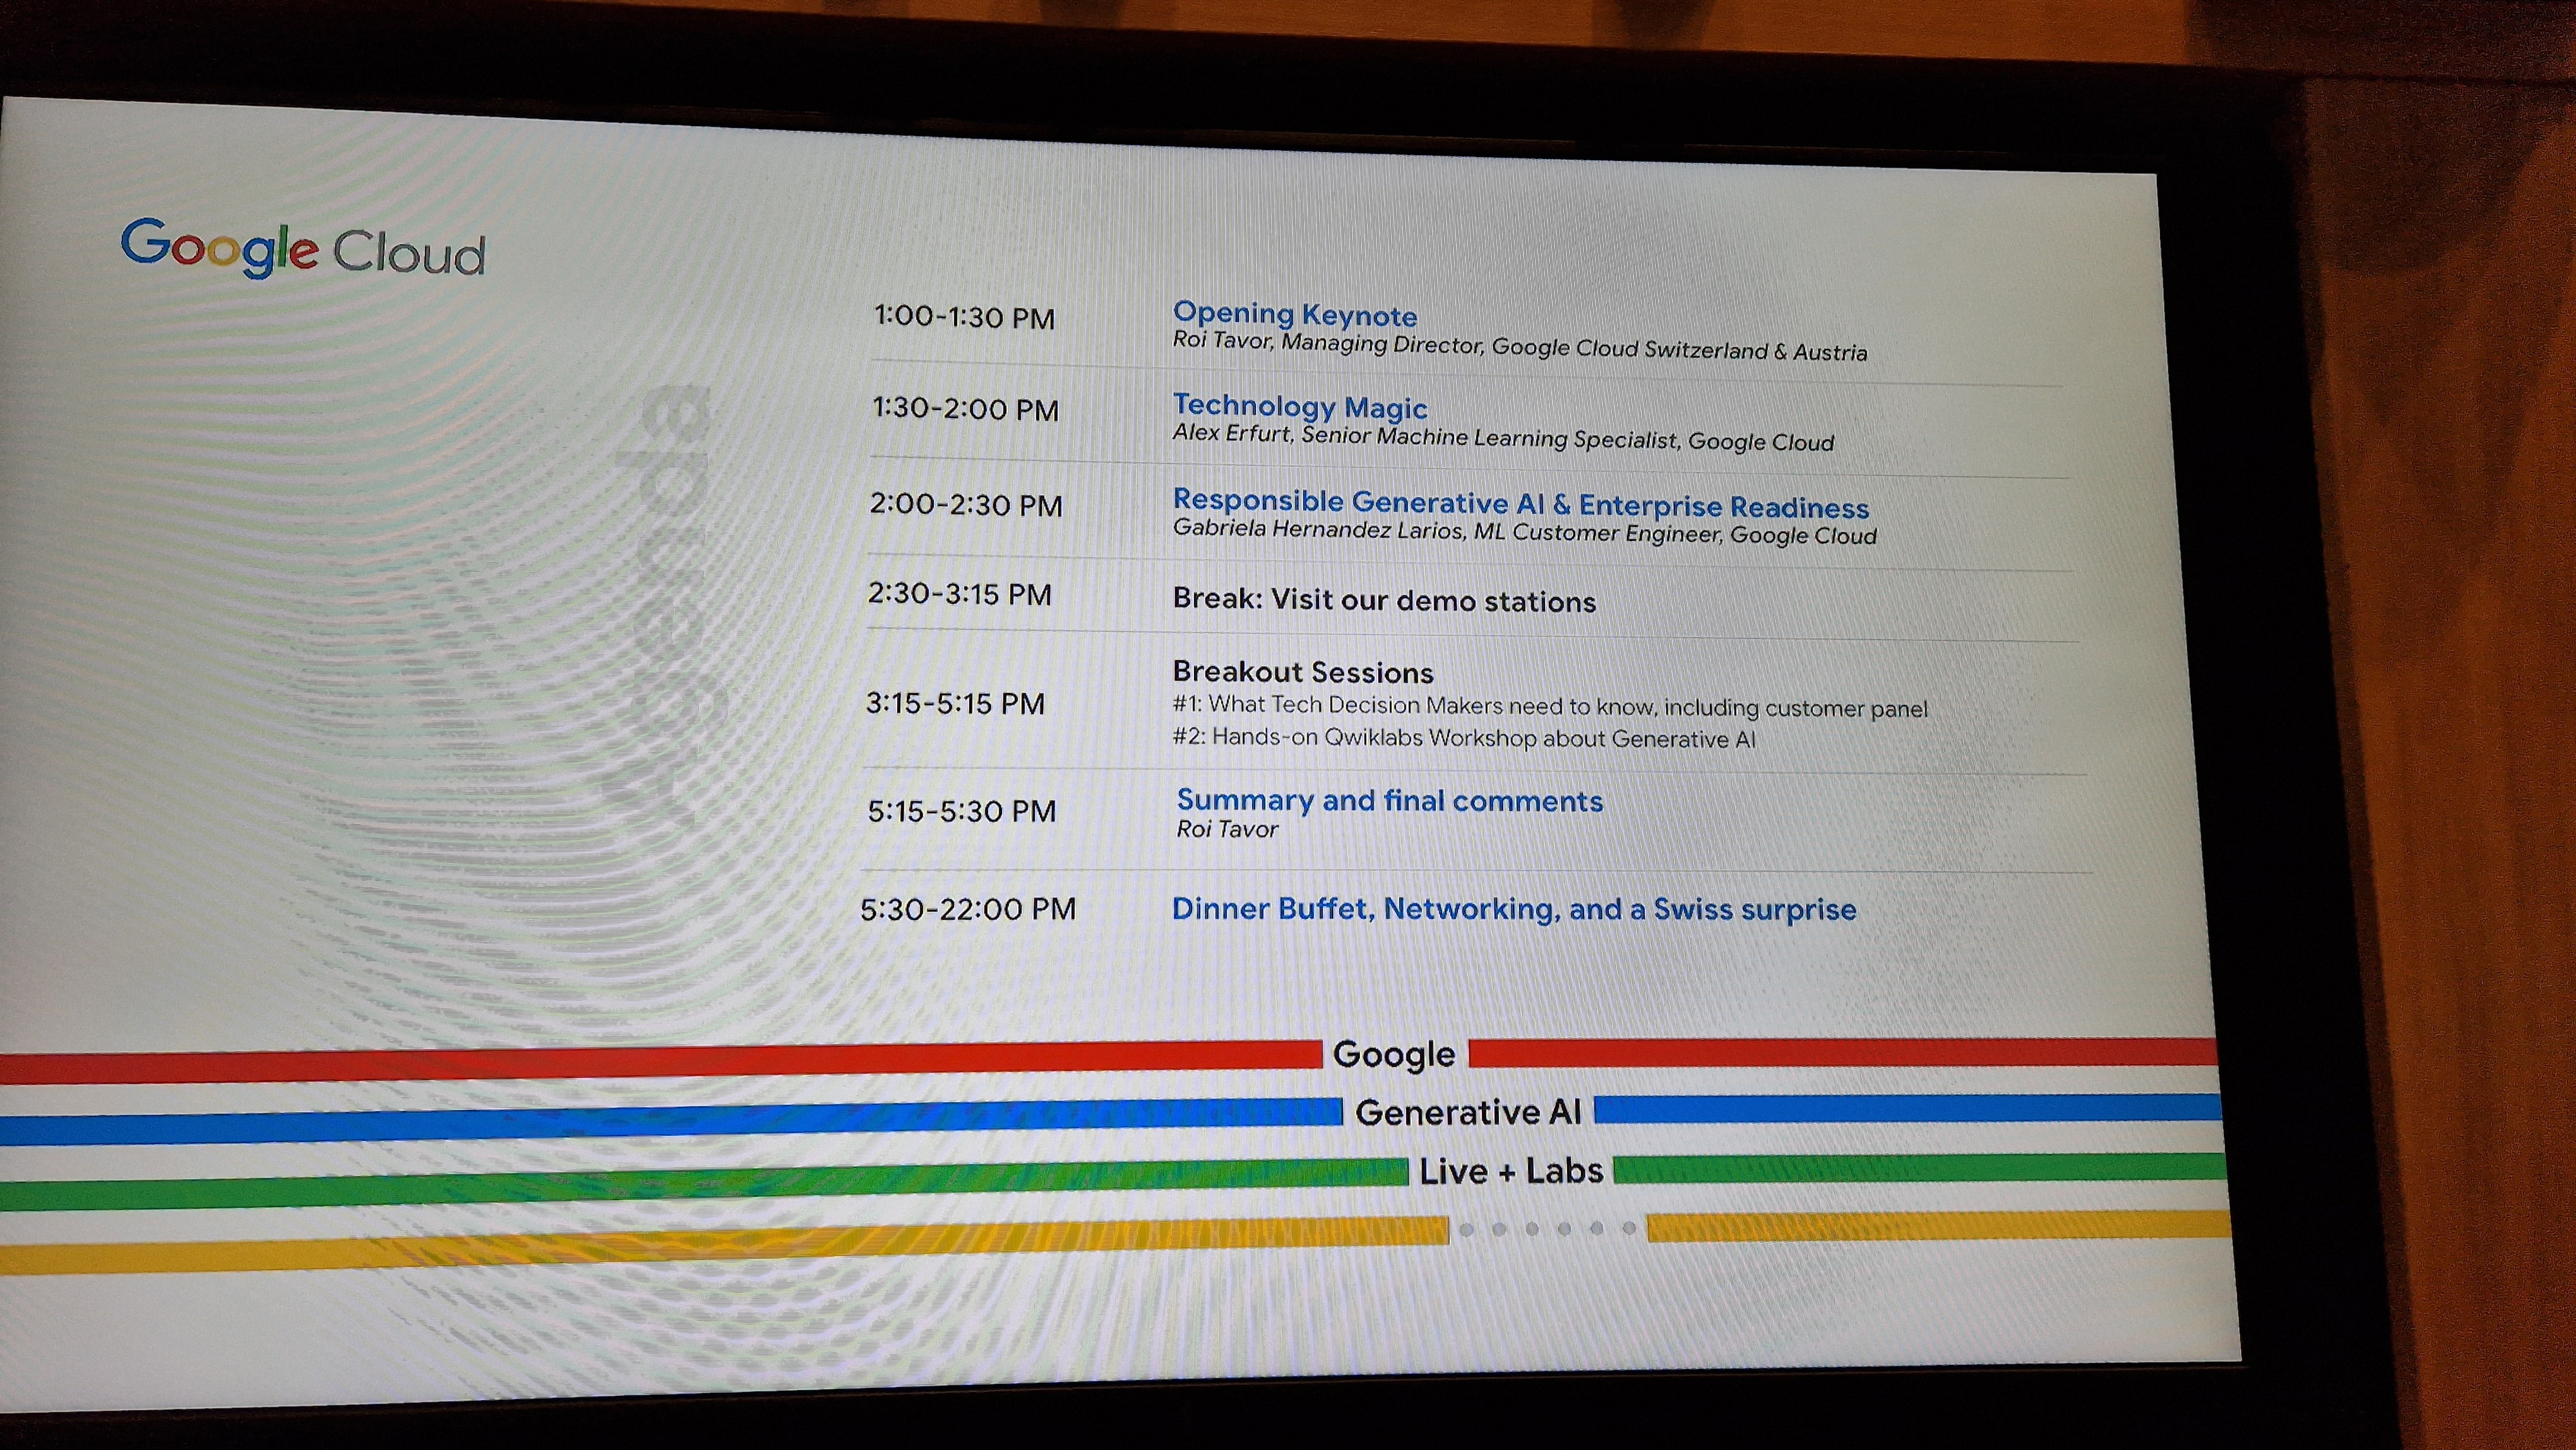 Google Cloud
Agenda
1:00-1:30 PM
Opening Keynote
Roi Tavor, Managing Director, Google Cloud Switzerland & Austria
1:30-2:00 PM
Technology Magic
Alex Erfurt, Senior Machine Learning Specialist, Google Cloud
2:00-2:30 PM
Responsible Generative AI & Enterprise Readiness
Gabriela Hernandez Larios, ML Customer Engineer, Google Cloud
2:30-3:15 PM
Break: Visit our demo stations
3:15-5:15 PM
Breakout Sessions
#1: What Tech Decision Makers need to know, including customer panel
#2: Hands-on Qwiklabs Workshop about Generative AI
5:15-5:30 PM
Summary and final comments
Roi Tavor
5:30-22:00 PM
Dinner Buffet, Networking, and a Swiss surprise
Google
Generative AI
Live + Labs